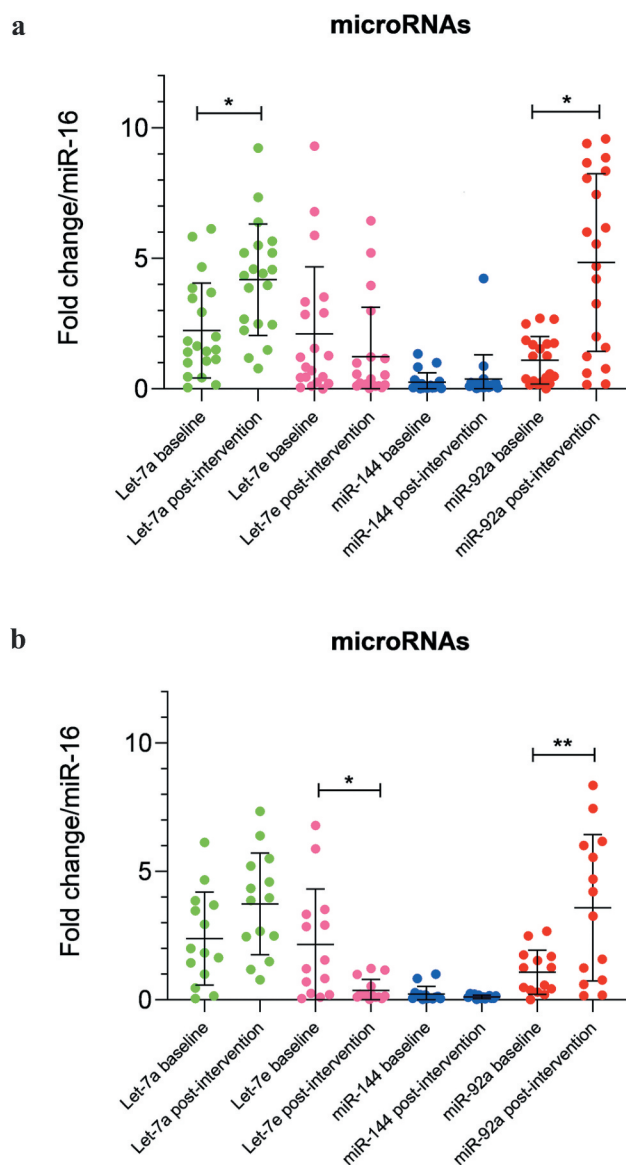 a
microRNAs
Fold change/miR-16
10
5
0
*
*
Let-7a baseline
Let-7a post-intervention
Let-7e baseline
Let-7e post-intervention
miR-144 baseline
miR-144 post-intervention
miR-92a baseline
miR-92a post-intervention
b
microRNAs
Fold change/miR-16
10
5
0
*
**
Let-7a baseline
Let-7a post-intervention
Let-7e baseline
Let-7e post-intervention
miR-144 baseline
miR-144 post-intervention
miR-92a baseline
miR-92a post-intervention